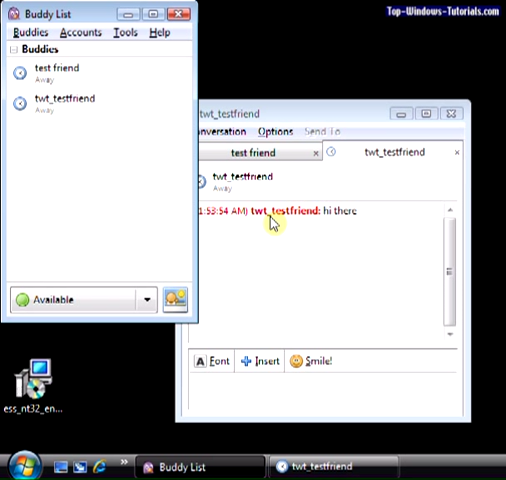 Top-Windows-Tutorials.com
Buddy List
Buddies Accounts Tools Help
Buddies
test friend
Away
twt_testfriend
Away
Available
twt_testfriend
onversation Options Send To
test friend
twt_testfriend
twt_testfriend
Away
1:53:54 AM) twt_testfriend: hi there
Font Insert Smile!
ess_nt32_en...
Buddy List
twt_testfriend